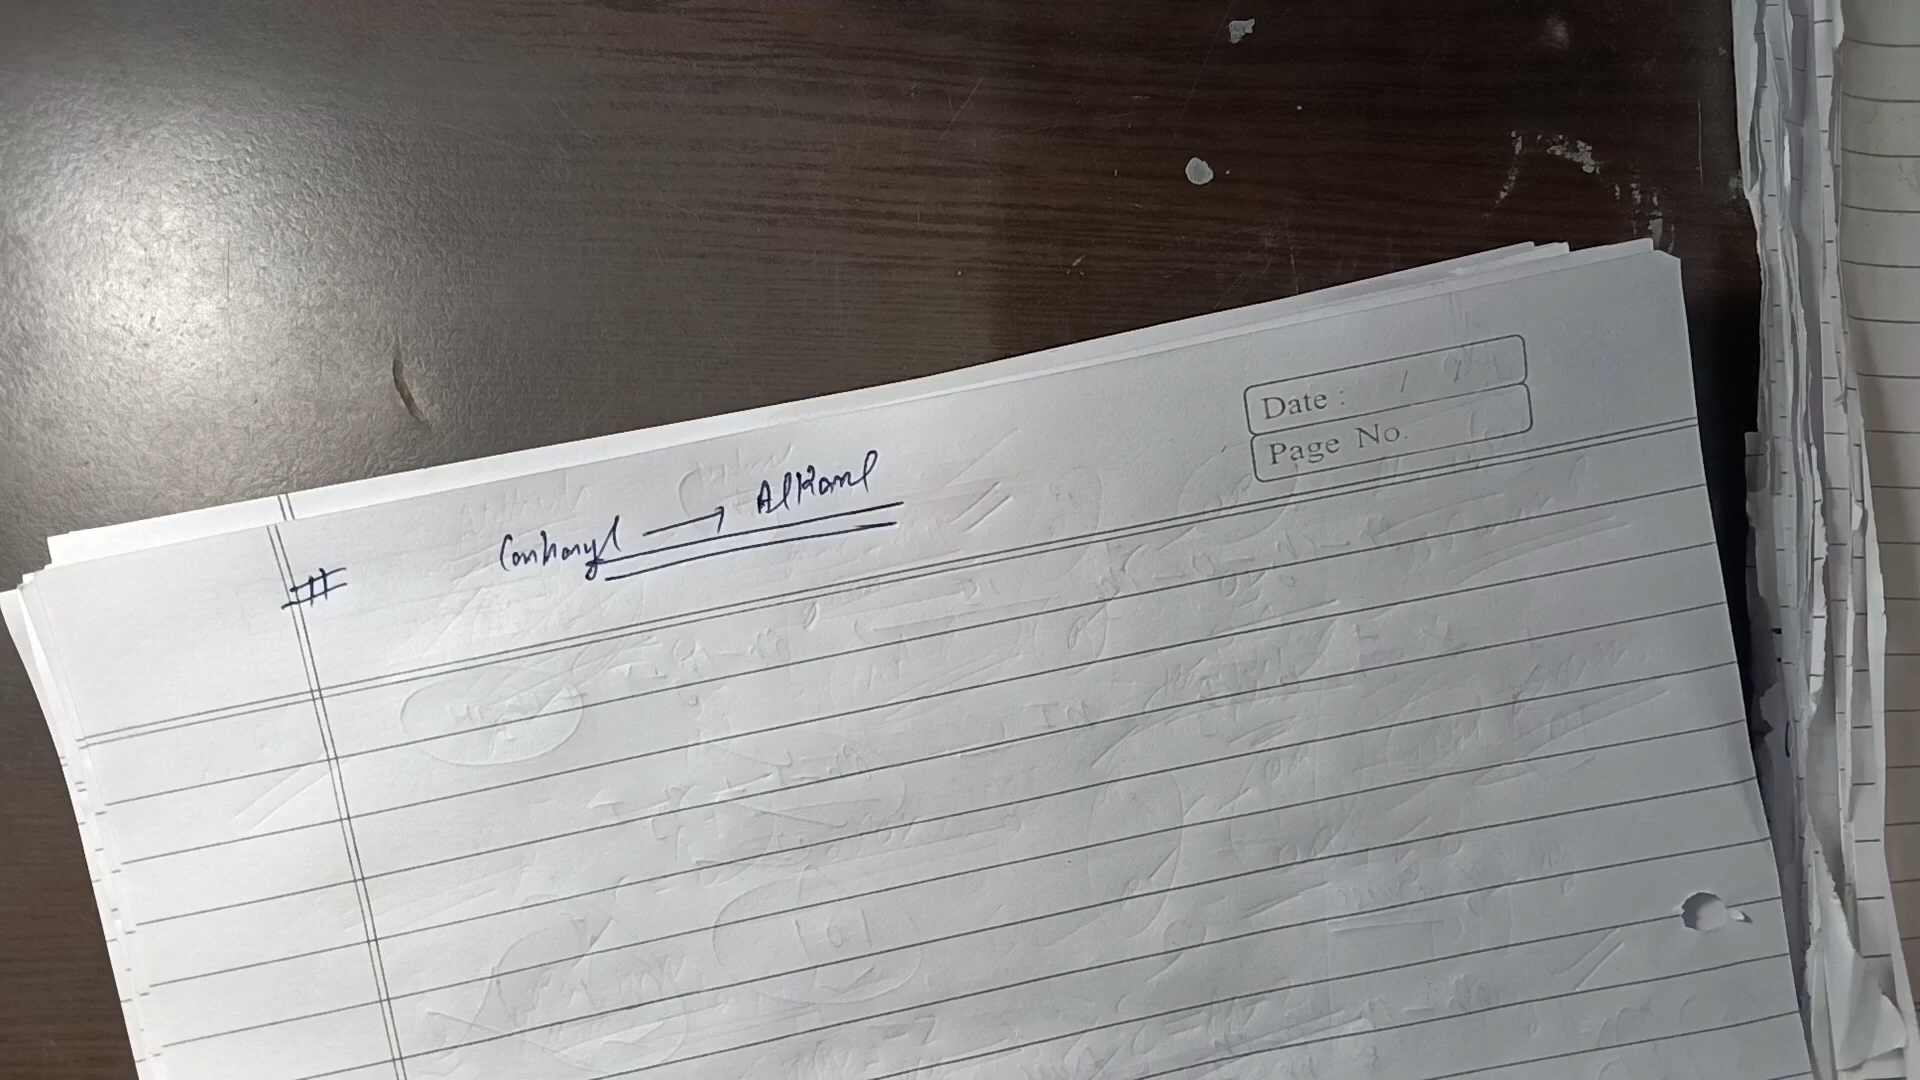 Date :
Page No.
# Carbonyl → Alkane